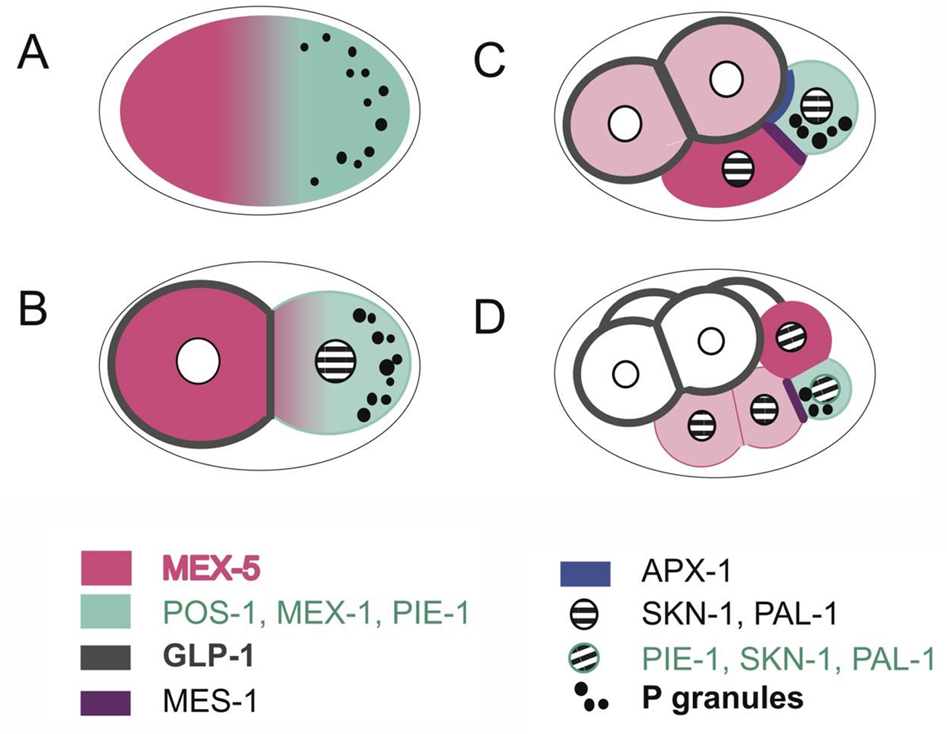 A
C
B
D
MEX-5
POS-1, MEX-1, PIE-1
GLP-1
MES-1
APX-1
SKN-1, PAL-1
PIE-1, SKN-1, PAL-1
P granules